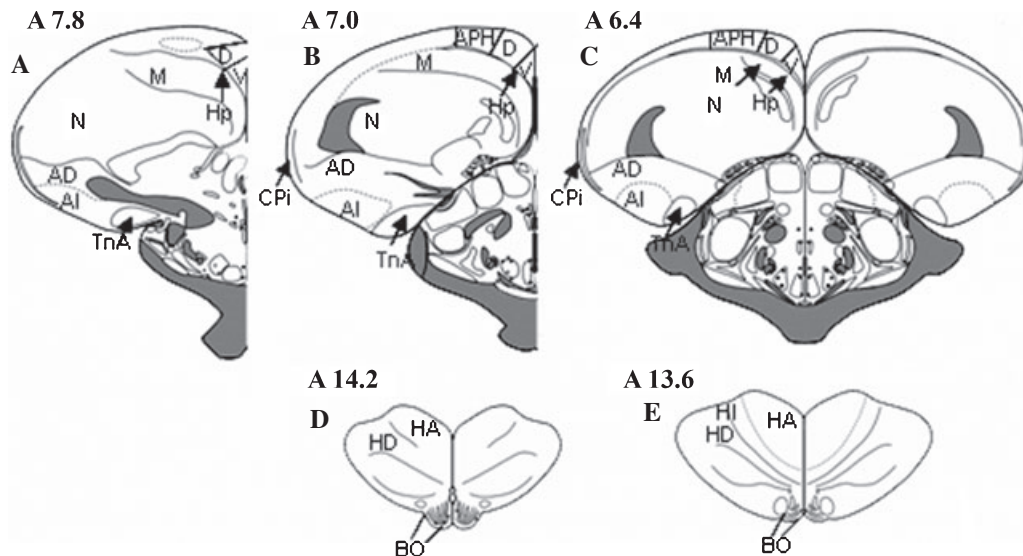 A 7.8
A 7.0
A 6.4
A
D
V
M
Hp
N
AD
AI
TnA
B
APH
D
V
M
Hp
N
AD
CPi
AI
TnA
C
APH
D
V
M
N
Hp
AD
CPi
AI
TnA
A 14.2
A 13.6
D
HA
HD
BO
E
HI
HA
HD
BO